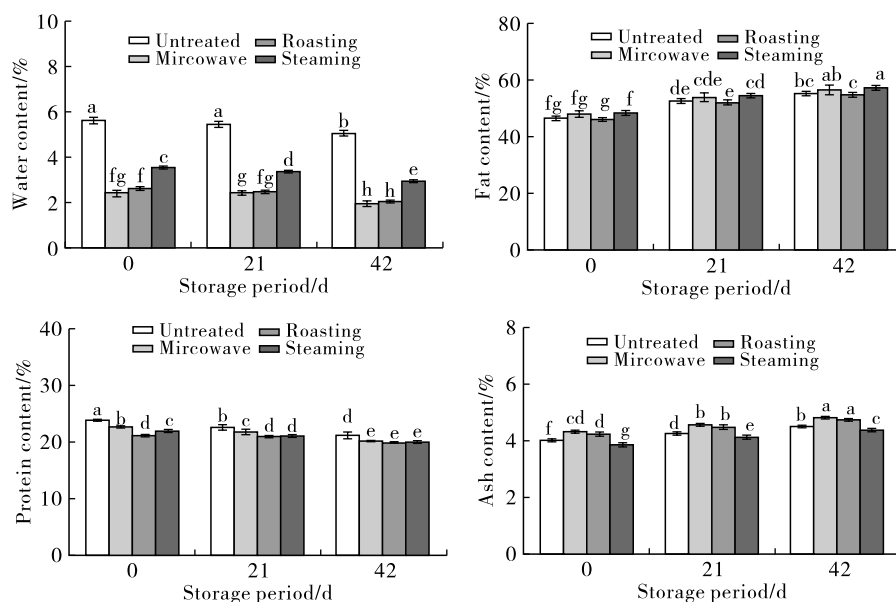 Water content/%
10
8
6
4
2
0
Untreated
Roasting
Mircowave
Steaming
a
fg
f
c
a
g
fg
d
b
h
h
e
0
21
42
Storage period/d
Fat content/%
80
60
40
20
0
Untreated
Roasting
Mircowave
Steaming
fg
fg
g
f
de
cde
e
cd
bc
ab
c
a
0
21
42
Storage period/d
Protein content/%
40
30
20
10
0
Untreated
Roasting
Mircowave
Steaming
a
b
d
c
b
c
d
d
d
e
e
e
0
21
42
Storage period/d
Ash content/%
8
6
4
2
0
Untreated
Roasting
Mircowave
Steaming
f
cd
d
g
d
b
b
e
b
a
a
c
0
21
42
Storage period/d